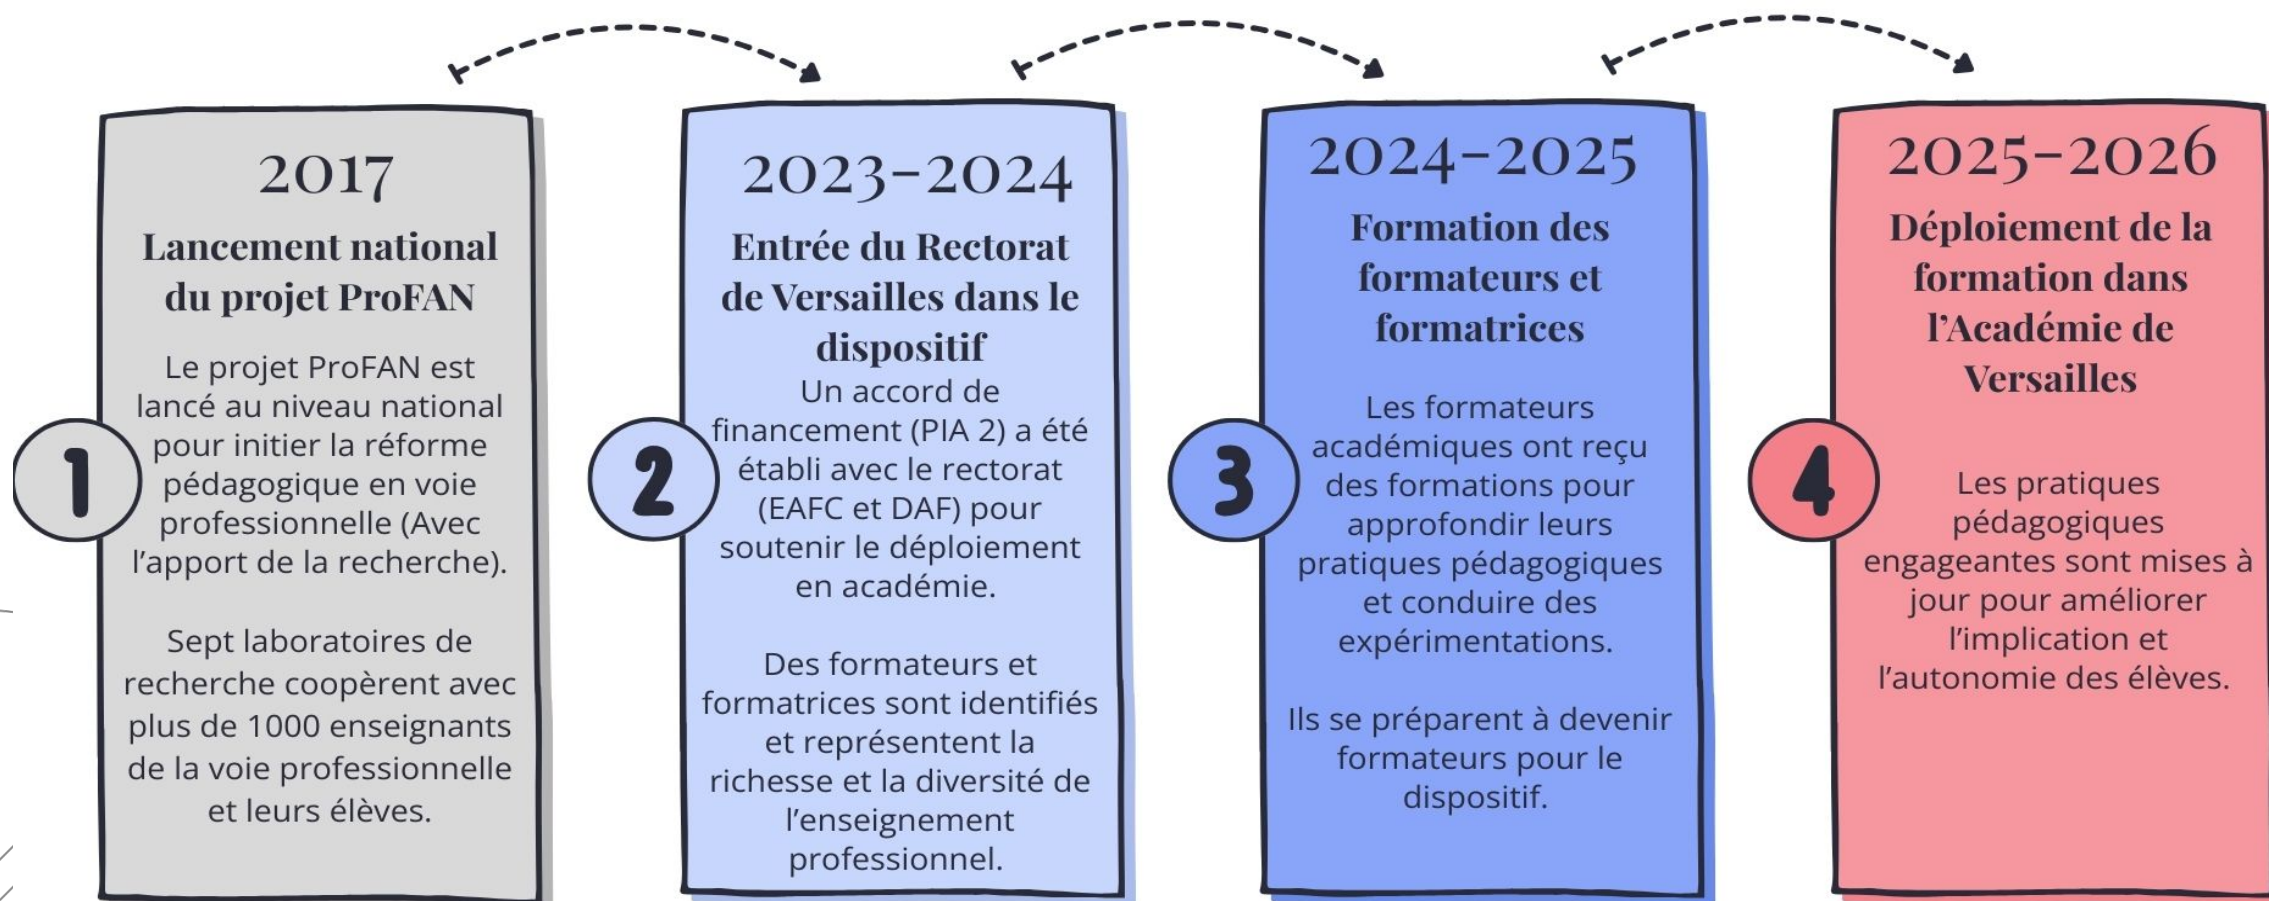 1
2017
Lancement national
du projet ProFAN
Le projet ProFAN est
lancé au niveau national
pour initier la réforme
pédagogique en voie
professionnelle (Avec
l’apport de la recherche).
Sept laboratoires de
recherche coopèrent avec
plus de 1000 enseignants
de la voie professionnelle
et leurs élèves.
2
2023-2024
Entrée du Rectorat
de Versailles dans le
dispositif
Un accord de
financement (PIA 2) a été
établi avec le rectorat
(EAFC et DAF) pour
soutenir le déploiement
en académie.
Des formateurs et
formatrices sont identifiés
et représentent la
richesse et la diversité de
l’enseignement
professionnel.
3
2024-2025
Formation des
formateurs et
formatrices
Les formateurs
académiques ont reçu
des formations pour
approfondir leurs
pratiques pédagogiques
et conduire des
expérimentations.
Ils se préparent à devenir
formateurs pour le
dispositif.
4
2025-2026
Déploiement de la
formation dans
l’Académie de
Versailles
Les pratiques
pédagogiques
engageantes sont mises à
jour pour améliorer
l’implication et
l’autonomie des élèves.